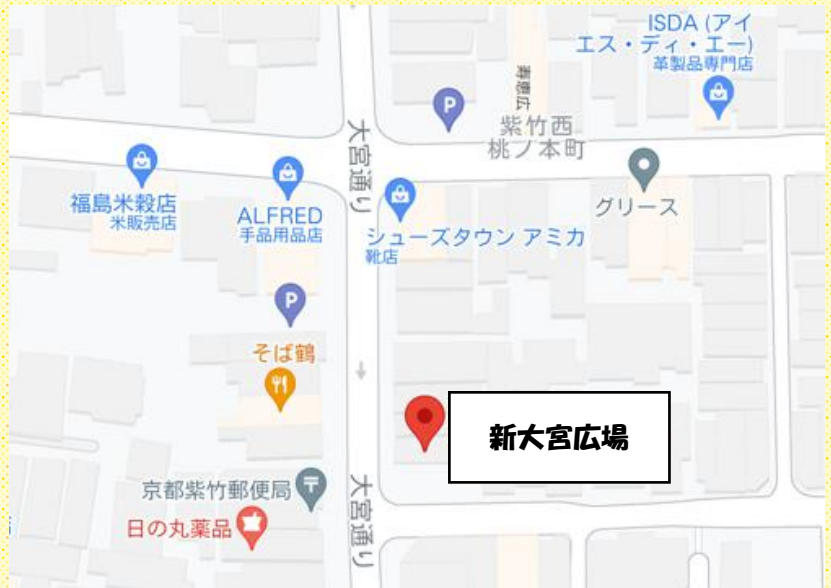 ISDA (アイ
エス・ディ・エー)
革製品専門店
P
寿恵広
紫竹西
桃ノ本町
大宮通り
福島米穀店
米販売店
ALFRED
手品用品店
シューズタウン アミカ
靴店
グリース
P
そば鶴
新大宮広場
京都紫竹郵便局
日の丸薬品
大宮通り